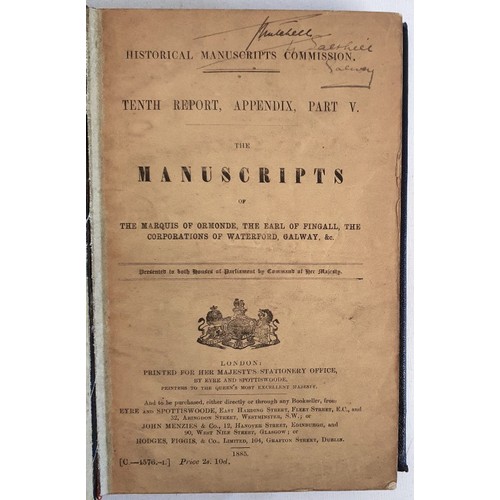 Mitchell
Salthill
Galway
HISTORICAL MANUSCRIPTS COMMISSION.
TENTH REPORT, APPENDIX, PART V.
THE
MANUSCRIPTS
OF
THE MARQUIS OF ORMONDE, THE EARL OF FINGALL, THE
CORPORATIONS OF WATERFORD, GALWAY, &c.
Presented to both Houses of Parliament by Command of Her Majesty.
LONDON:
PRINTED FOR HER MAJESTY'S STATIONERY OFFICE,
BY EYRE AND SPOTTISWOODE,
PRINTERS TO THE QUEEN'S MOST EXCELLENT MAJESTY.
And to be purchased, either directly or through any Bookseller, from
EYRE AND SPOTTISWOODE, EAST HARDING STREET, FLEET STREET, E.C., and
32, ABINGDON STREET, WESTMINSTER, S.W.; or
JOHN MENZIES & CO., 12, HANOVER STREET, EDINBURGH, and
90, WEST NILE STREET, GLASGOW; or
HODGES, FIGGIS, & CO., LIMITED, 104, GRAFTON STREET, DUBLIN.
1885.
[C.—4576.-i.] Price 2s. 10d.